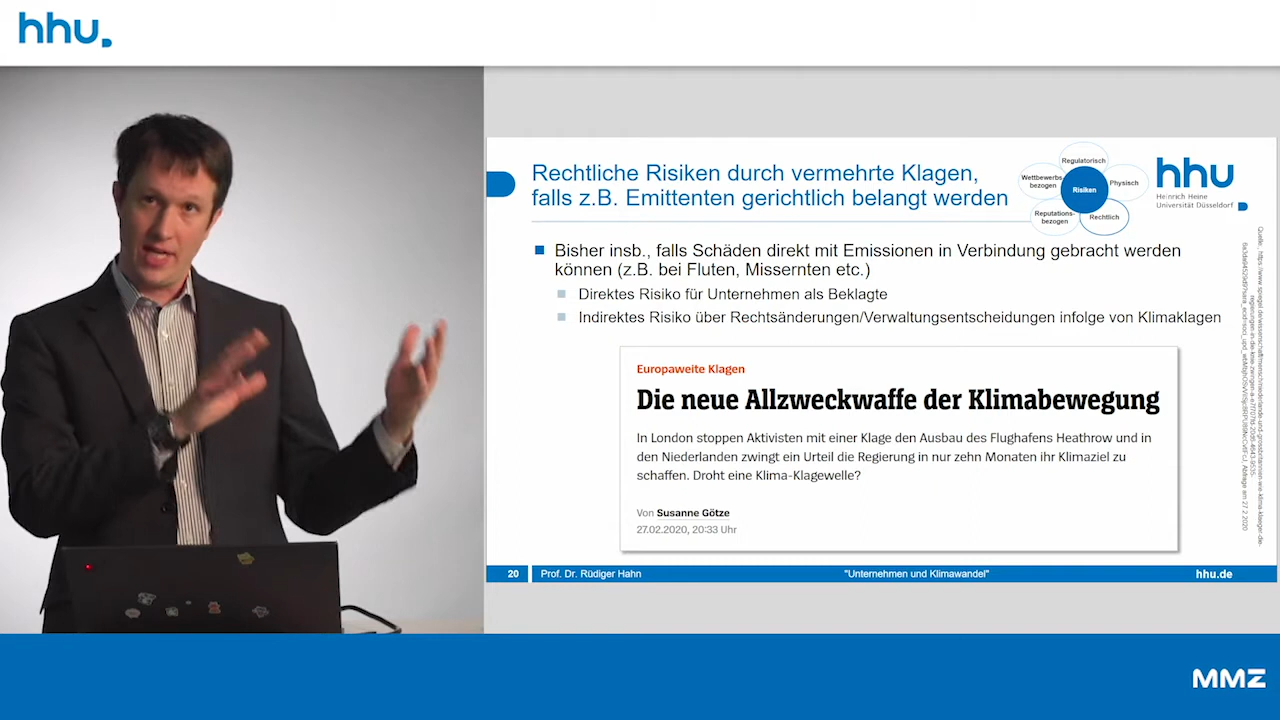 hhu.
Rechtliche Risiken durch vermehrte Klagen,
falls z.B. Emittenten gerichtlich belangt werden
Regulatorisch
Wettbewerbs-
bezogen
Risiken
Physisch
Reputations-
bezogen
Rechtlich
hhu
Heinrich Heine
Universität Düsseldorf
Bisher insb., falls Schäden direkt mit Emissionen in Verbindung gebracht werden
können (z.B. bei Fluten, Missernten etc.)
Direktes Risiko für Unternehmen als Beklagte
Indirektes Risiko über Rechtsänderungen/Verwaltungsentscheidungen infolge von Klimaklagen
Europaweite Klagen
Die neue Allzweckwaffe der Klimabewegung
In London stoppen Aktivisten mit einer Klage den Ausbau des Flughafens Heathrow und in
den Niederlanden zwingt ein Urteil die Regierung in nur zehn Monaten ihr Klimaziel zu
schaffen. Droht eine Klima-Klagewelle?
Von Susanne Götze
27.02.2020, 20:33 Uhr
20
Prof. Dr. Rüdiger Hahn
"Unternehmen und Klimawandel"
hhu.de
MMZ